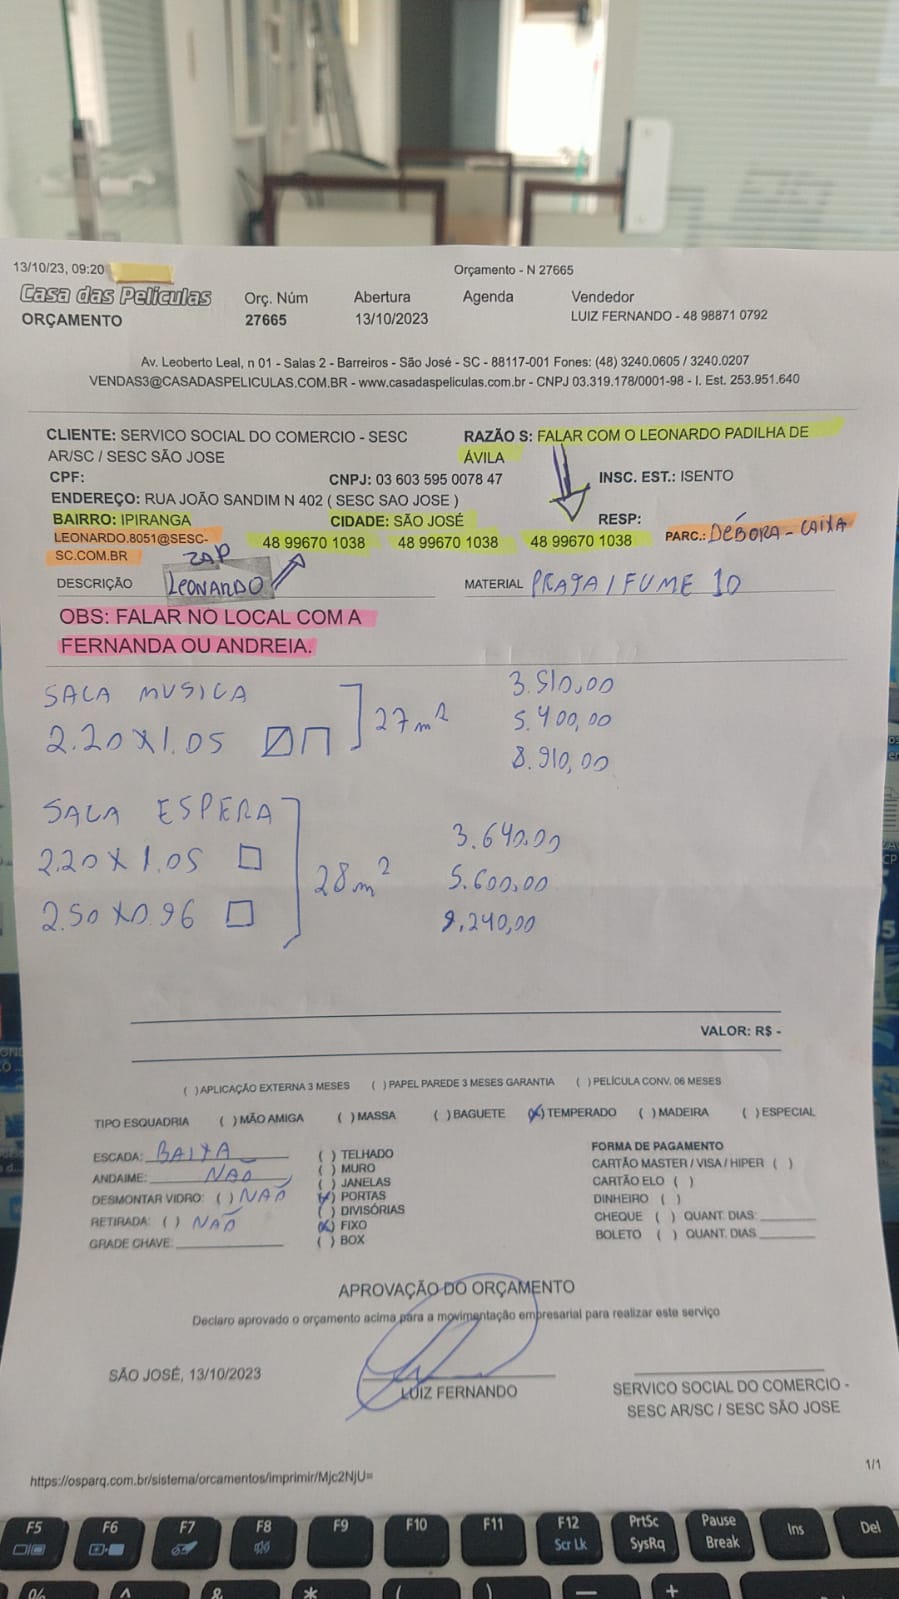 13/10/23, 09:20
Orçamento - N 27665
Casa das Películas
ORÇAMENTO
Orç. Núm
27665
Abertura
13/10/2023
Agenda
Vendedor
LUIZ FERNANDO - 48 98871 0792
Av. Leoberto Leal, n 01 - Salas 2 - Barreiros - São José - SC - 88117-001 Fones: (48) 3240.0605 / 3240.0207
VENDAS3@CASADASPELICULAS.COM.BR - www.casadaspeliculas.com.br - CNPJ 03.319.178/0001-98 - I. Est. 253.951.640
CLIENTE: SERVICO SOCIAL DO COMERCIO - SESC
AR/SC / SESC SÃO JOSE
RAZÃO S: FALAR COM O LEONARDO PADILHA DE
ÁVILA
CPF:
CNPJ: 03 603 595 0078 47
INSC. EST.: ISENTO
ENDEREÇO: RUA JOÃO SANDIM N 402 ( SESC SAO JOSE )
BAIRRO: IPIRANGA
CIDADE: SÃO JOSÉ
RESP:
LEONARDO.8051@SESC-
SC.COM.BR
48 99670 1038
48 99670 1038
48 99670 1038
PARC.: DÉBORA - CAIXA
ZAP
DESCRIÇÃO LEONARDO
MATERIAL PRATA / FUME 10
OBS: FALAR NO LOCAL COM A
FERNANDA OU ANDREIA.
SALA MUSICA
2.20 X 1.05
27m²
3.510,00
5.400,00
8.910,00
SALA ESPERA
2.20 X 1.05
2.50 X 0.96
28m²
3.640,00
5.600,00
9.240,00
VALOR: R$ -
( ) APLICAÇÃO EXTERNA 3 MESES ( ) PAPEL PAREDE 3 MESES GARANTIA ( ) PELÍCULA CONV. 06 MESES
TIPO ESQUADRIA ( ) MÃO AMIGA ( ) MASSA ( ) BAGUETE (X) TEMPERADO ( ) MADEIRA ( ) ESPECIAL
ESCADA: BAIXA
ANDAIME: NAO
DESMONTAR VIDRO: ( ) NÃO
RETIRADA: ( ) NÃO
GRADE CHAVE:
( ) TELHADO
( ) MURO
( ) JANELAS
(X) PORTAS
( ) DIVISÓRIAS
(X) FIXO
( ) BOX
FORMA DE PAGAMENTO
CARTÃO MASTER / VISA / HIPER ( )
CARTÃO ELO ( )
DINHEIRO ( )
CHEQUE ( ) QUANT. DIAS:
BOLETO ( ) QUANT. DIAS
APROVAÇÃO DO ORÇAMENTO
Declaro aprovado o orçamento acima para a movimentação empresarial para realizar este serviço
SÃO JOSÉ, 13/10/2023
LUIZ FERNANDO
SERVICO SOCIAL DO COMERCIO -
SESC AR/SC / SESC SÃO JOSE
https://osparq.com.br/sistema/orcamentos/imprimir/Mjc2NjU=
1/1
F5 F6 F7 F8 F9 F10 F11 F12 Scr Lk PrtSc SysRq Pause Break Ins Del